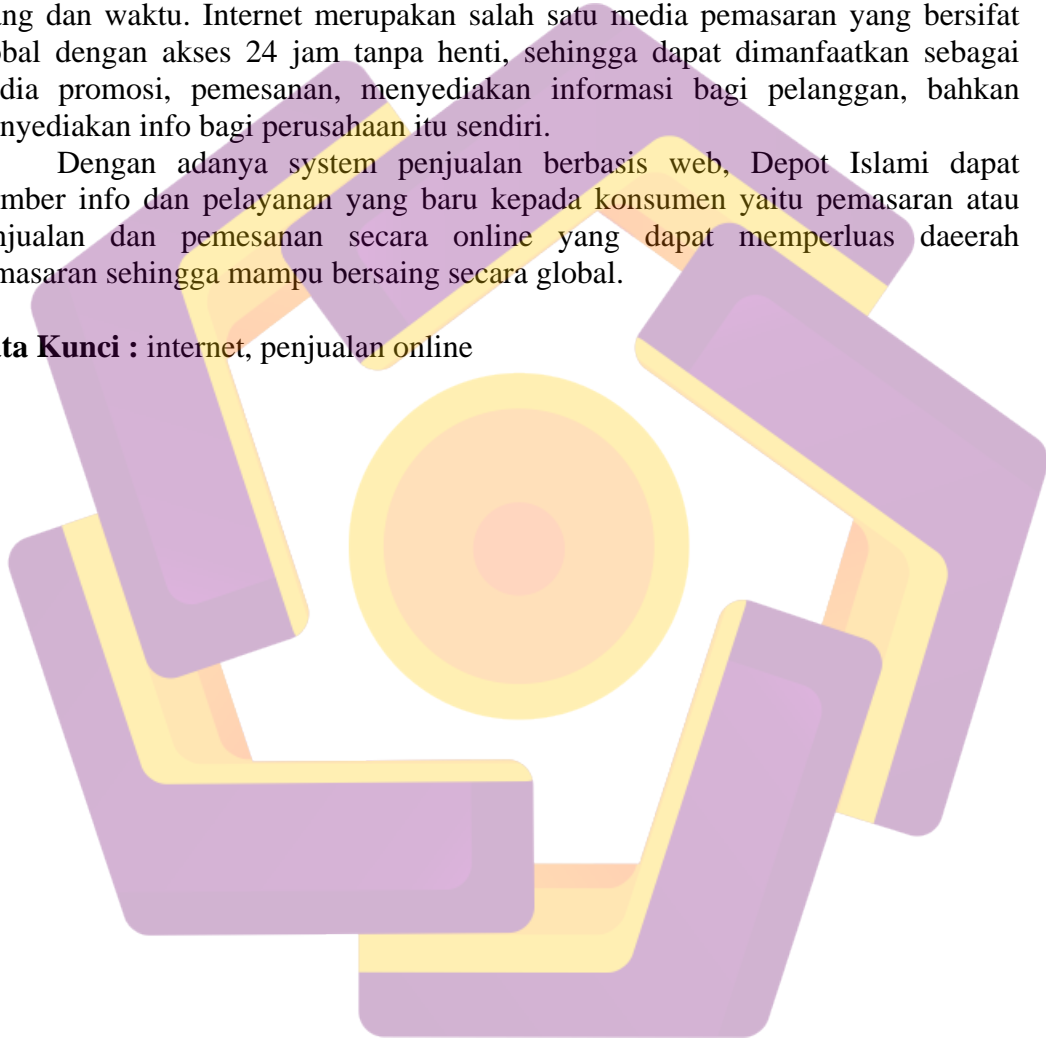 ang dan waktu. Internet merupakan salah satu media pemasaran yang bersifat
obal dengan akses 24 jam tanpa henti, sehingga dapat dimanfaatkan sebagai
dia promosi, pemesanan, menyediakan informasi bagi pelanggan, bahkan
nyediakan info bagi perusahaan itu sendiri.
Dengan adanya system penjualan berbasis web, Depot Islami dapat
mber info dan pelayanan yang baru kepada konsumen yaitu pemasaran atau
njualan dan pemesanan secara online yang dapat memperluas daeerah
masaran sehingga mampu bersaing secara global.
ta Kunci : internet, penjualan online